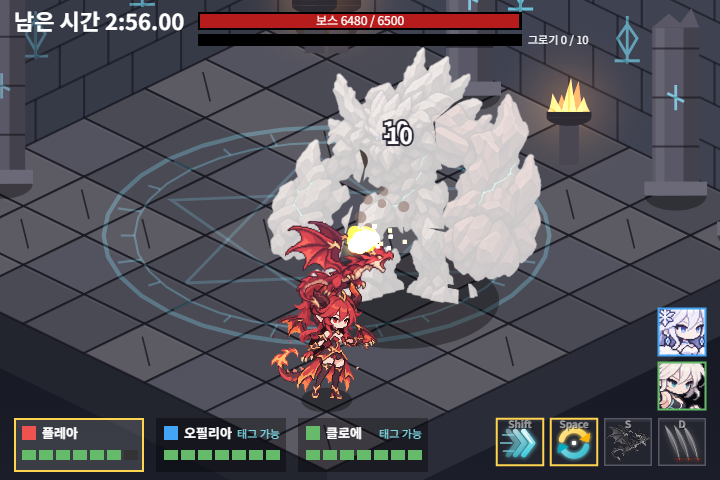 남은 시간 2:56.00
보스 6480 / 6500
그로기 0 / 10
10
플레아
오필리아 태그 가능
클로에 태그 가능
Shift
Space
S
D